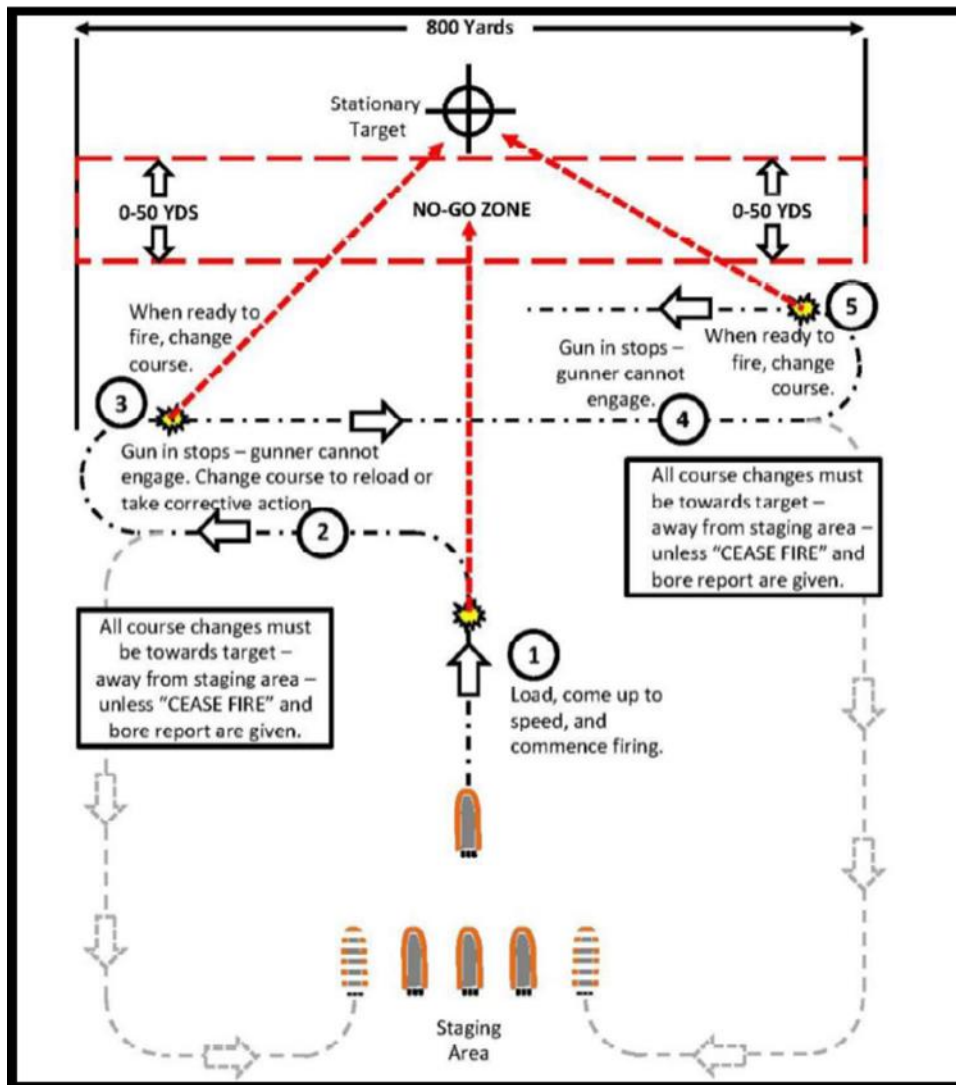 800 Yards
Stationary
Target
0-50 YDS
NO-GO ZONE
0-50 YDS
When ready to
fire, change
course.
5
Gun in stops –
gunner cannot
engage.
When ready to
fire, change
course.
3
4
Gun in stops – gunner cannot
engage. Change course to reload or
take corrective action
2
All course changes must
be towards target –
away from staging area –
unless "CEASE FIRE" and
bore report are given.
All course changes must
be towards target –
away from staging area –
unless "CEASE FIRE" and
bore report are given.
1
Load, come up to
speed, and
commence firing.
Staging
Area